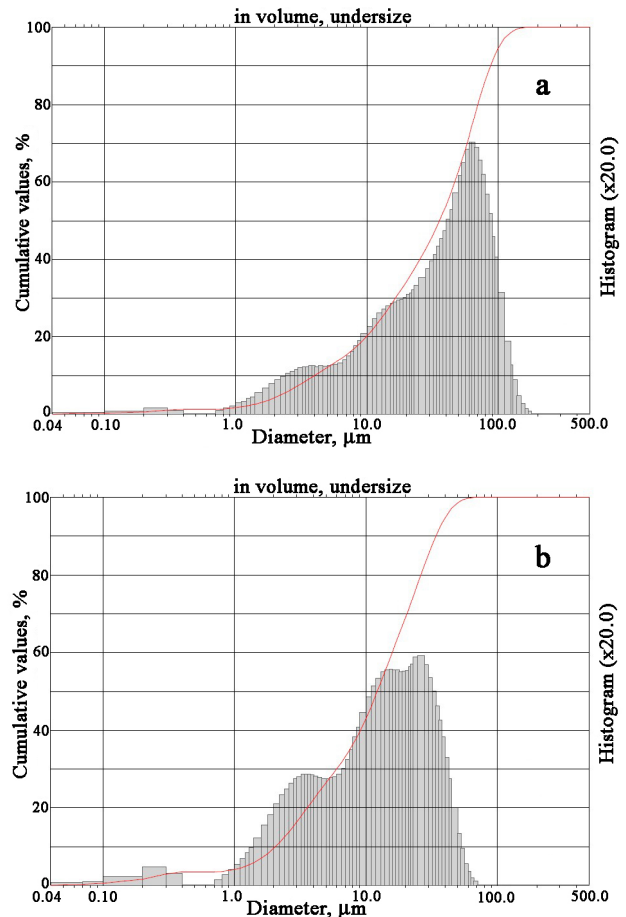 in volume, undersize
100
80
60
40
20
0
Cumulative values, %
a
Histogram (x20.0)
0.04 0.10 1.0 10.0 100.0 500.0
Diameter, μm
in volume, undersize
100
80
60
40
20
0
Cumulative values, %
b
Histogram (x20.0)
0.04 0.10 1.0 10.0 100.0 500.0
Diameter, μm